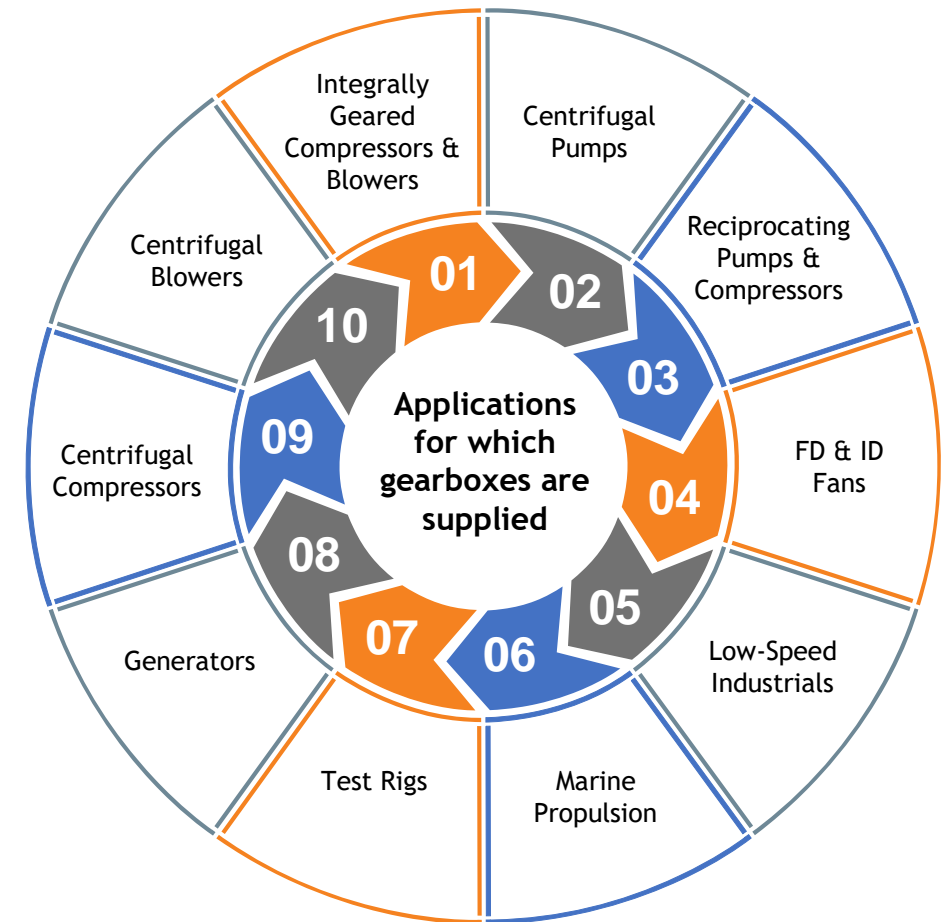 Applications
for which
gearboxes are
supplied
01
Integrally
Geared
Compressors &
Blowers
02
Centrifugal
Pumps
03
Reciprocating
Pumps &
Compressors
04
FD & ID
Fans
05
Low-Speed
Industrials
06
Marine
Propulsion
07
Test Rigs
08
Generators
09
Centrifugal
Compressors
10
Centrifugal
Blowers